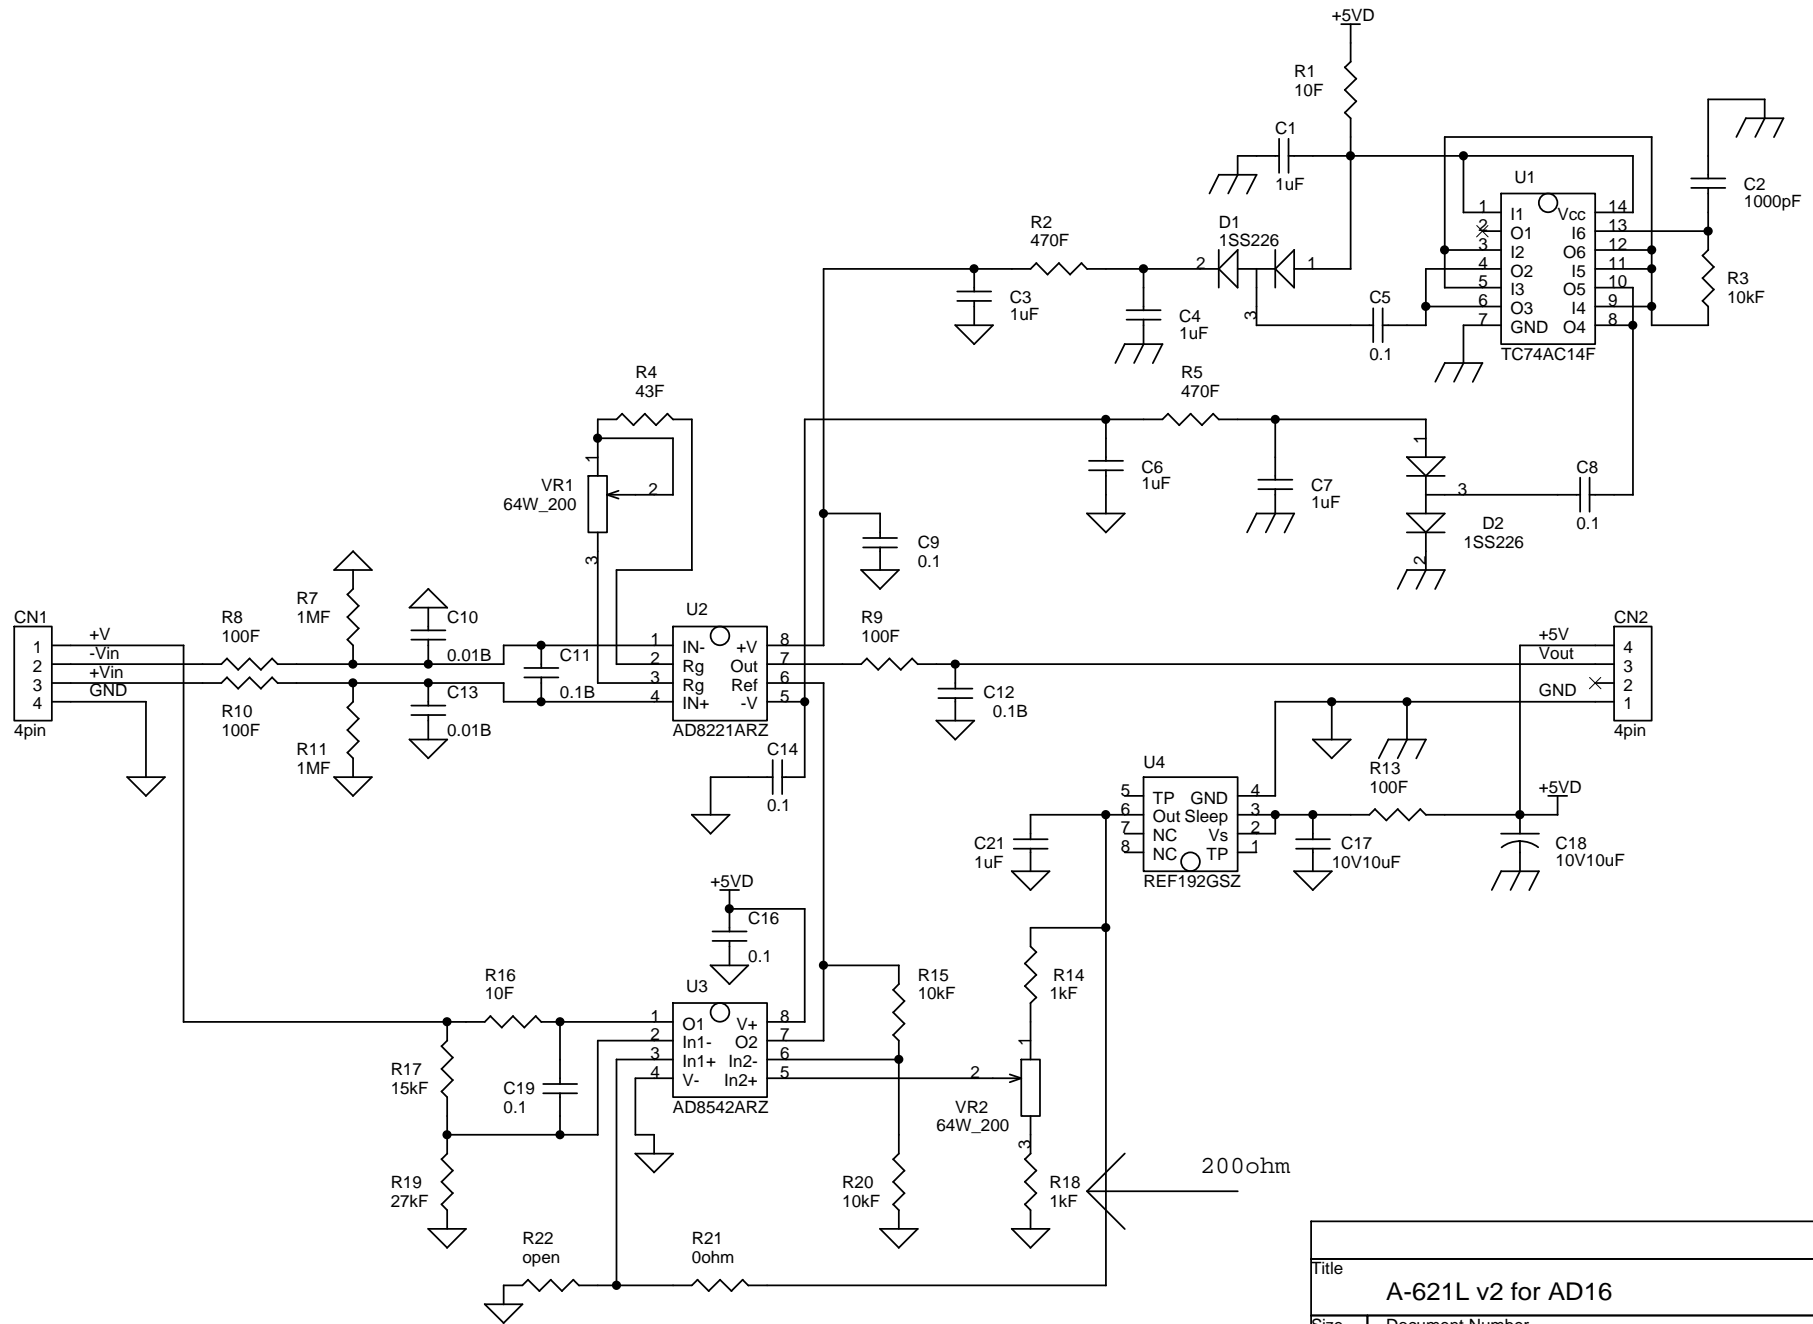 +5VD
R1
10F
C1
1uF
U1
C2
1000pF
1
2
3
4
5
6
7
I1
O1
I2
O2
I3
O3
GND
Vcc
I6
O6
I5
O5
I4
O4
14
13
12
11
10
9
8
TC74AC14F
R3
10kF
R2
470F
D1
1SS226
2
1
3
C3
1uF
C4
1uF
C5
0.1
R4
43F
R5
470F
VR1
64W_200
1
2
3
C6
1uF
C7
1uF
1
3
2
C8
0.1
D2
1SS226
C9
0.1
CN1
1
2
3
4
4pin
+V
-Vin
+Vin
GND
R7
1MF
R8
100F
C10
0.01B
C11
0.1B
R10
100F
R11
1MF
C13
0.01B
U2
1
2
3
4
IN-
Rg
Rg
IN+
+V
Out
Ref
-V
8
7
6
5
AD8221ARZ
R9
100F
C12
0.1B
C14
0.1
CN2
+5V
Vout
GND
4
3
2
1
4pin
U4
5
6
7
8
TP
Out
NC
NC
GND
Sleep
Vs
TP
4
3
2
1
REF192GSZ
R13
100F
+5VD
C21
1uF
C17
10V10uF
C18
10V10uF
+5VD
C16
0.1
U3
1
2
3
4
O1
In1-
In1+
V-
V+
O2
In2-
In2+
8
7
6
5
AD8542ARZ
R16
10F
R17
15kF
C19
0.1
R19
27kF
R15
10kF
R14
1kF
1
2
3
VR2
64W_200
R20
10kF
R18
1kF
200ohm
R22
open
R21
0ohm
Title
A-621L v2 for AD16
Size
Document Number